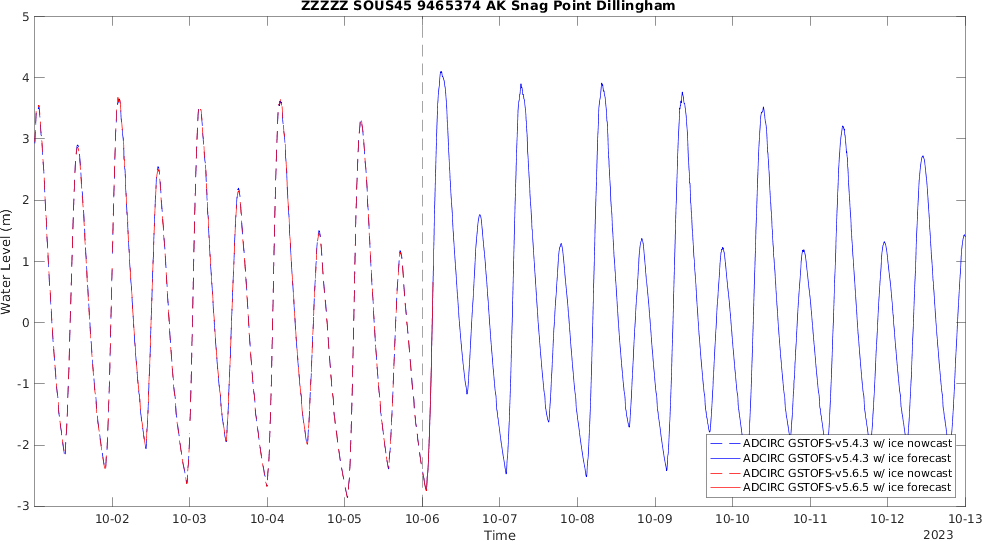 ZZZZZ SOUS45 9465374 AK Snag Point Dillingham
5
4
3
2
1
0
-1
-2
-3
Water Level (m)
ADCIRC GSTOFS-v5.4.3 w/ ice nowcast
ADCIRC GSTOFS-v5.4.3 w/ ice forecast
ADCIRC GSTOFS-v5.6.5 w/ ice nowcast
ADCIRC GSTOFS-v5.6.5 w/ ice forecast
10-02 10-03 10-04 10-05 10-06 10-07 10-08 10-09 10-10 10-11 10-12 10-13
Time
2023